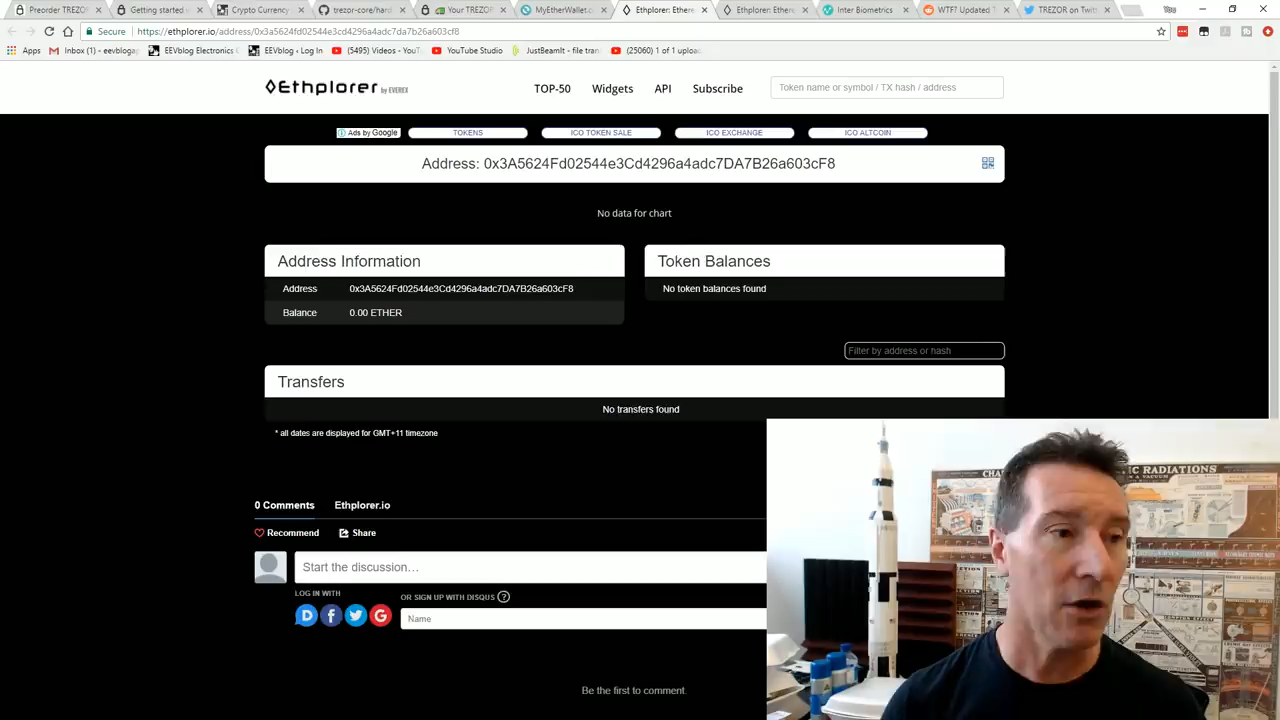 Preorder TREZO
Getting started
Crypto Currency
trezor-core/hard
Your TREZO
MyEtherWallet.c
Ethplorer: Ethere
Ethplorer: Ethere
Inter Biometrics
WTF? Updated T
TREZOR on Twitt
Secure
https://ethplorer.io/address/0x3a5624fd02544e3cd4296a4adc7da7b26a603cf8
Apps
Inbox (1) - eevblog
EEVblog Electronics C
EEVblog ‹ Log In
(5495) Videos - YouT
YouTube Studio
JustBeamIt - file tran
(25060) 1 of 1 uploa
Ethplorer by EVEREX
TOP-50
Widgets
API
Subscribe
Token name or symbol / TX hash / address
Ads by Google
TOKENS
ICO TOKEN SALE
ICO EXCHANGE
ICO ALTCOIN
Address: 0x3A5624Fd02544e3Cd4296a4adc7DA7B26a603cF8
No data for chart
Address Information
Token Balances
Address 0x3A5624Fd02544e3Cd4296a4adc7DA7B26a603cF8
No token balances found
Balance 0.00 ETHER
Filter by address or hash
Transfers
No transfers found
* all dates are displayed for GMT+11 timezone
0 Comments
Ethplorer.io
Recommend
Share
Start the discussion…
LOG IN WITH
OR SIGN UP WITH DISQUS ?
Name
Be the first to comment.
IC RADIATIONS